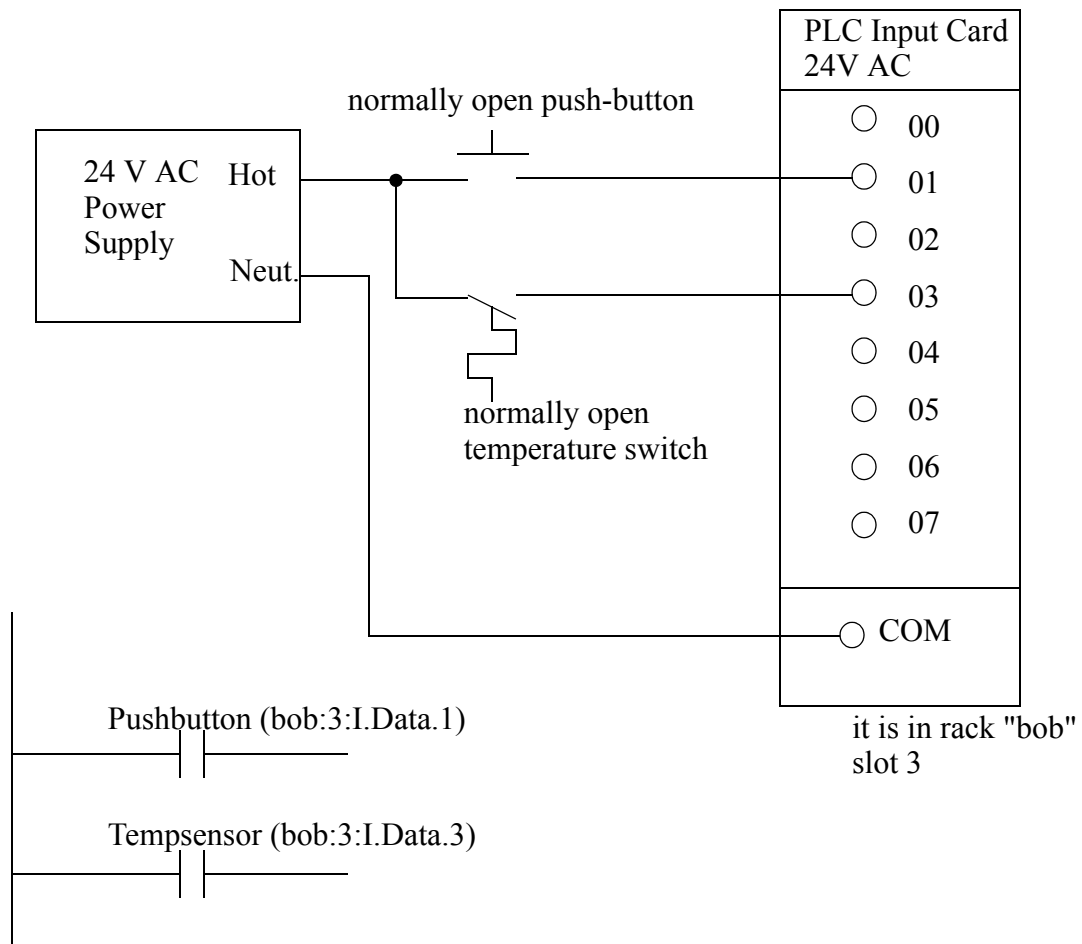 PLC Input Card
24V AC
normally open push-button
24 V AC
Power
Supply
Hot
Neut.
00
01
02
03
04
05
06
07
normally open
temperature switch
COM
it is in rack "bob"
slot 3
Pushbutton (bob:3:I.Data.1)
Tempsensor (bob:3:I.Data.3)